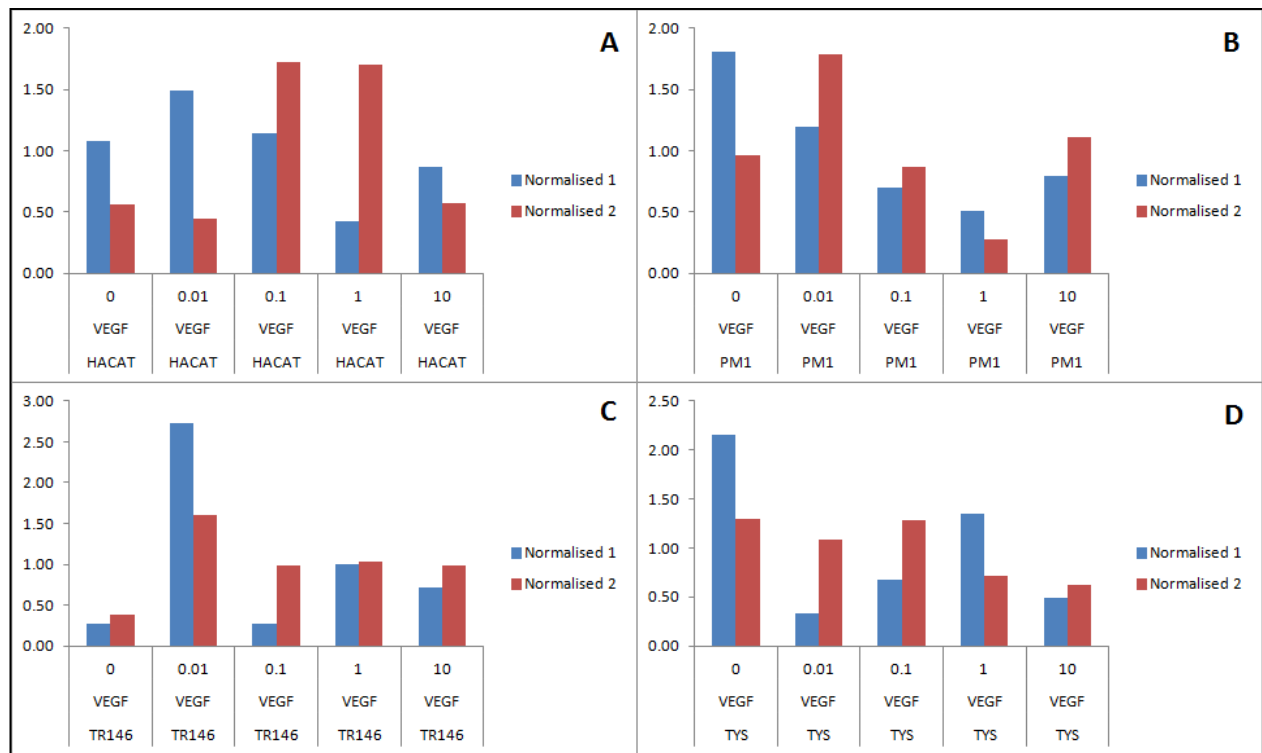 A
2.00
1.50
1.00
0.50
0.00
0 0.01 0.1 1 10
VEGF VEGF VEGF VEGF VEGF
HACAT HACAT HACAT HACAT HACAT
Normalised 1
Normalised 2
B
2.00
1.50
1.00
0.50
0.00
0 0.01 0.1 1 10
VEGF VEGF VEGF VEGF VEGF
PM1 PM1 PM1 PM1 PM1
Normalised 1
Normalised 2
C
3.00
2.50
2.00
1.50
1.00
0.50
0.00
0 0.01 0.1 1 10
VEGF VEGF VEGF VEGF VEGF
TR146 TR146 TR146 TR146 TR146
Normalised 1
Normalised 2
D
2.50
2.00
1.50
1.00
0.50
0.00
0 0.01 0.1 1 10
VEGF VEGF VEGF VEGF VEGF
TYS TYS TYS TYS TYS
Normalised 1
Normalised 2